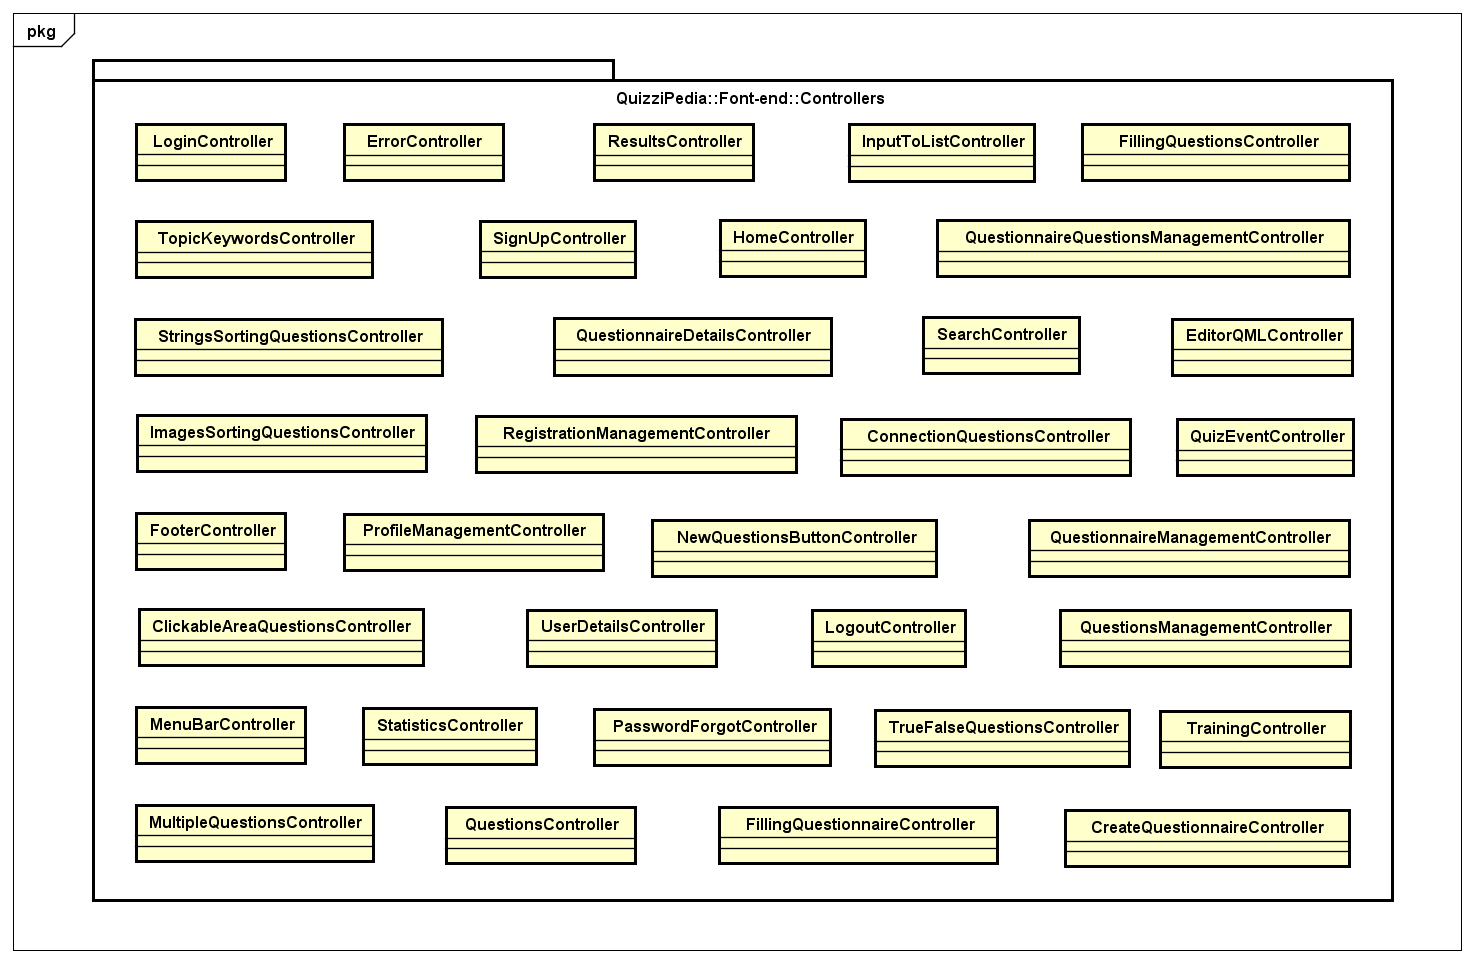 pkg
QuizziPedia::Font-end::Controllers
LoginController
ErrorController
ResultsController
InputToListController
FillingQuestionsController
TopicKeywordsController
SignUpController
HomeController
QuestionnaireQuestionsManagementController
StringsSortingQuestionsController
QuestionnaireDetailsController
SearchController
EditorQMLController
ImagesSortingQuestionsController
RegistrationManagementController
ConnectionQuestionsController
QuizEventController
FooterController
ProfileManagementController
NewQuestionsButtonController
QuestionnaireManagementController
ClickableAreaQuestionsController
UserDetailsController
LogoutController
QuestionsManagementController
MenuBarController
StatisticsController
PasswordForgotController
TrueFalseQuestionsController
TrainingController
MultipleQuestionsController
QuestionsController
FillingQuestionnaireController
CreateQuestionnaireController